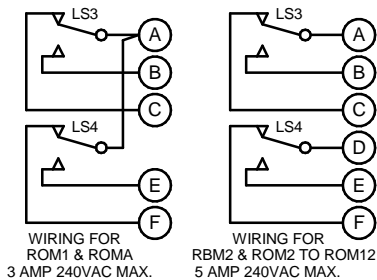 LS3
A
B
C
LS4
E
F
WIRING FOR
ROM1 & ROMA
3 AMP 240VAC MAX.
LS3
A
B
C
LS4
D
E
F
WIRING FOR
RBM2 & ROM2 TO ROM12
5 AMP 240VAC MAX.